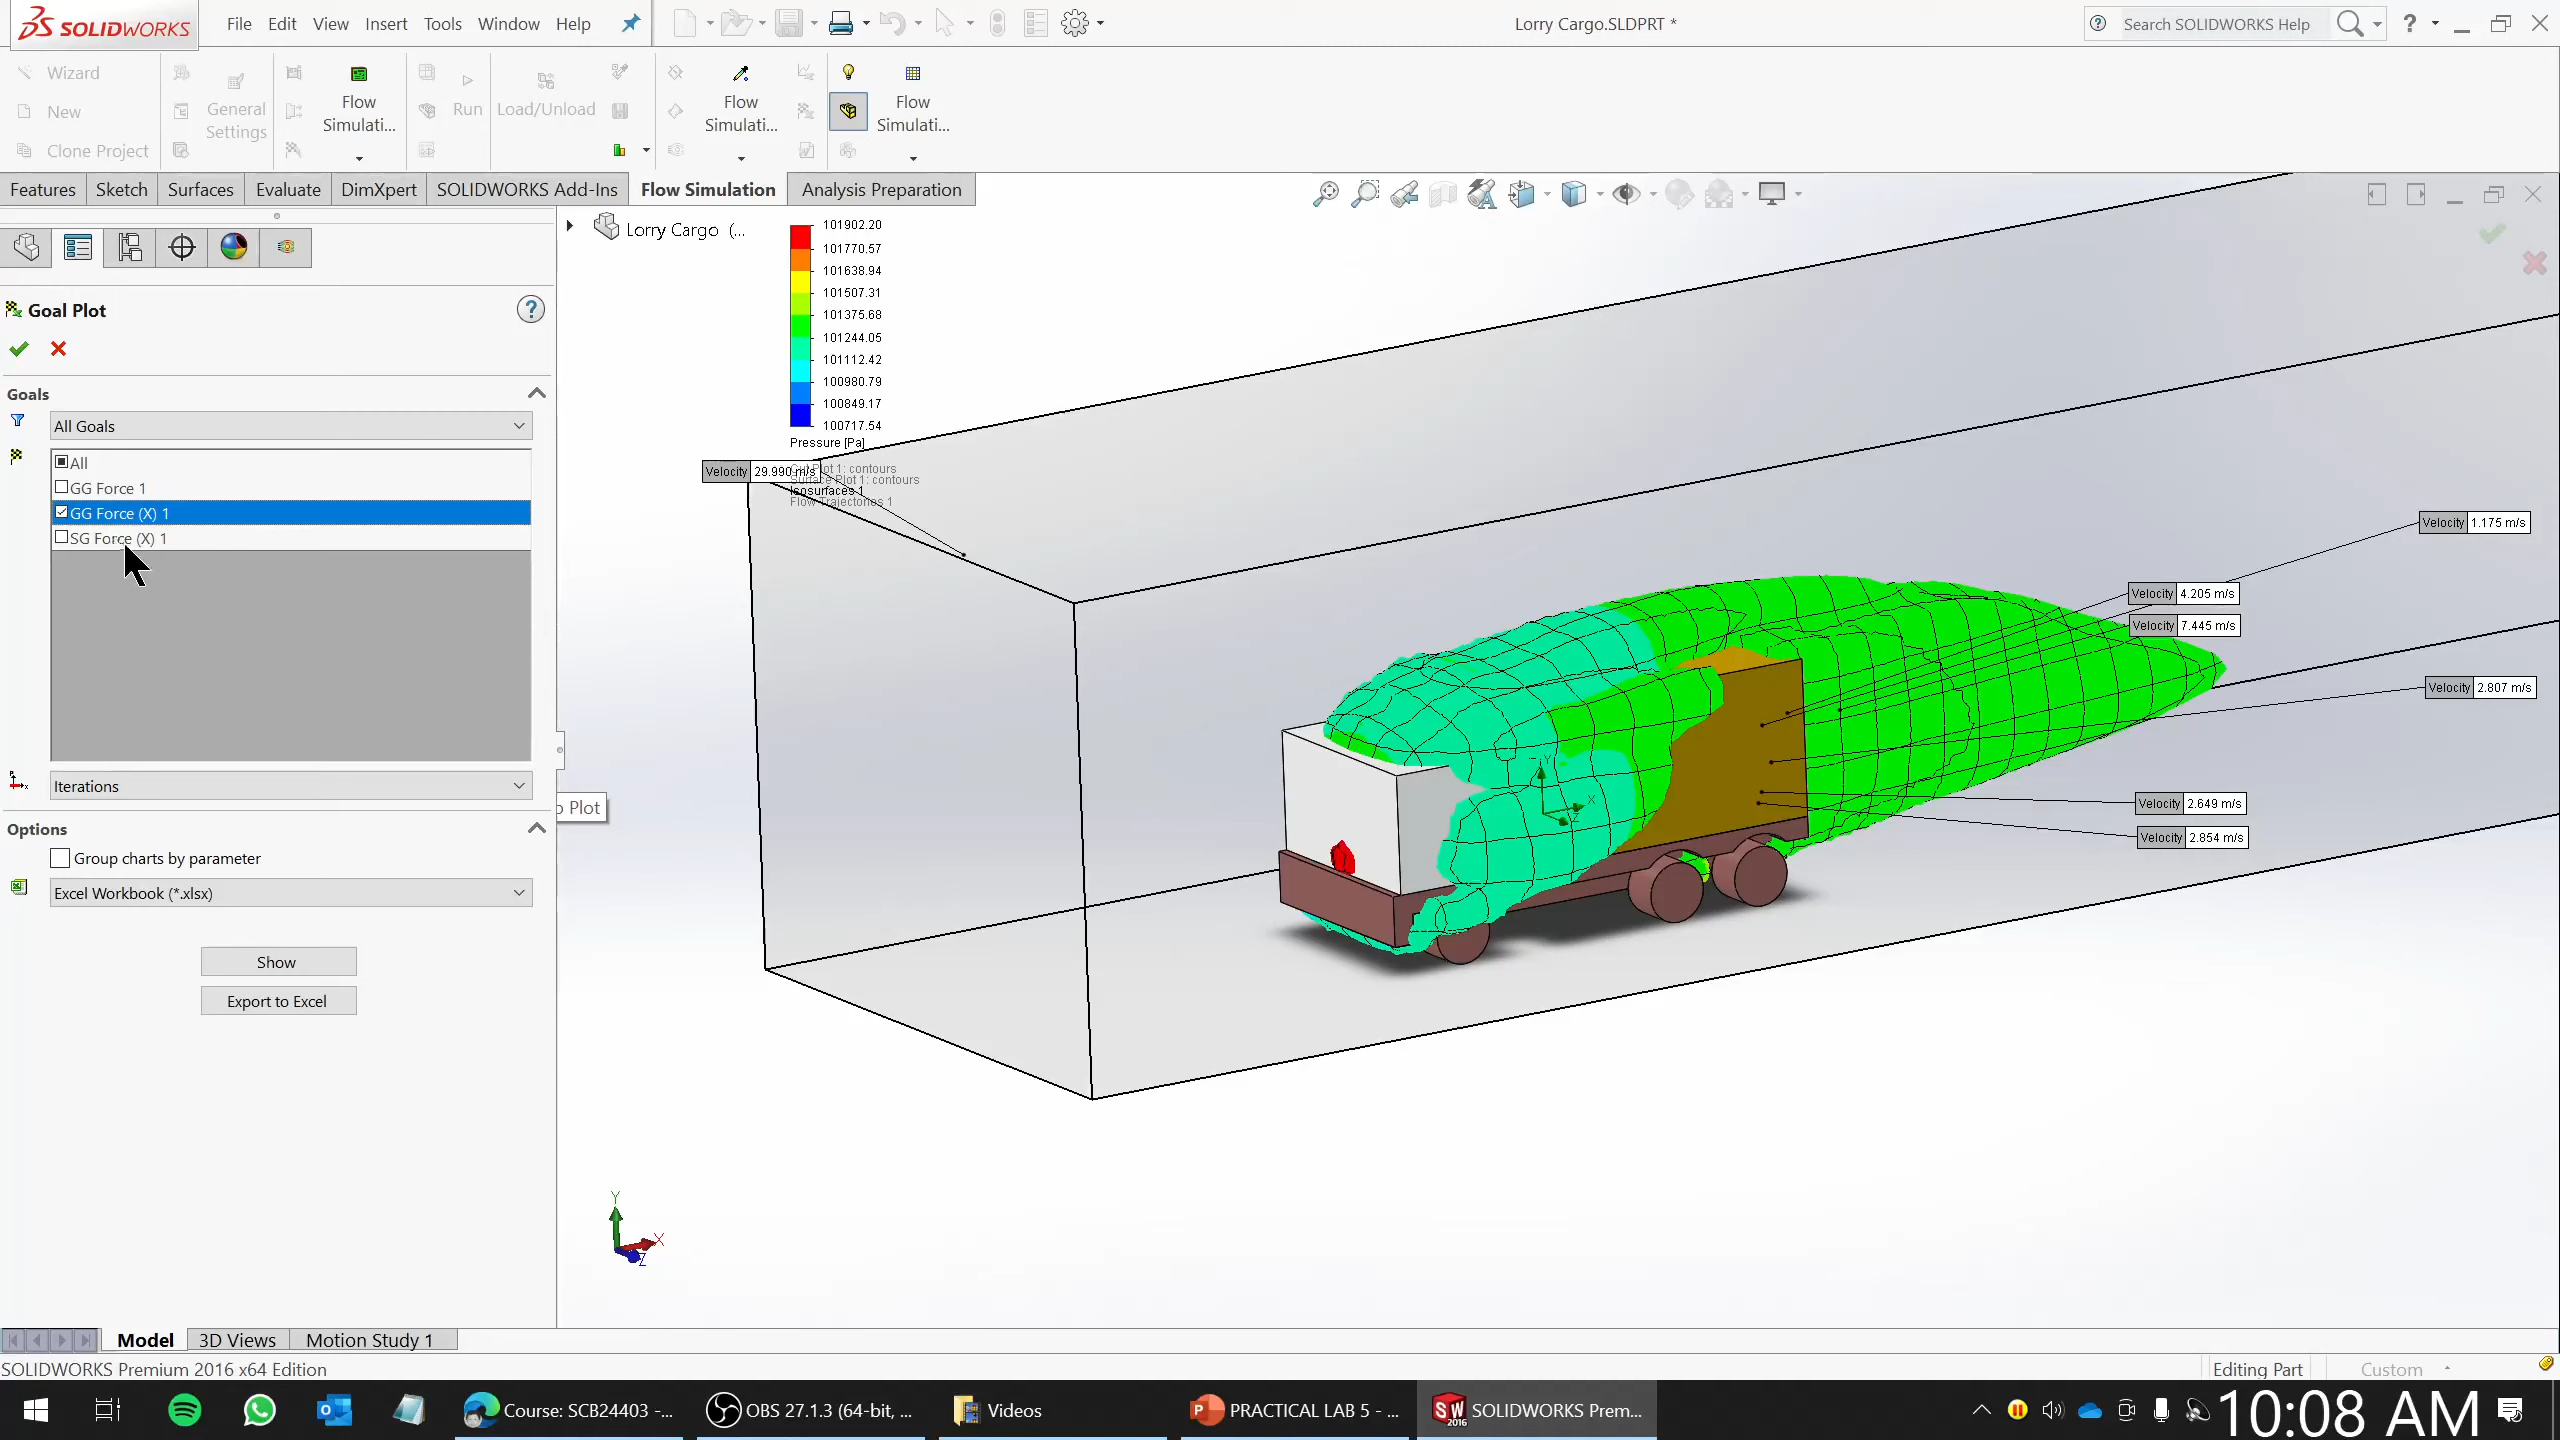 SOLIDWORKS
File Edit View Insert Tools Window Help
Lorry Cargo.SLDPRT *
Search SOLIDWORKS Help
Wizard
New
Clone Project
General Settings
Flow Simulati...
Run
Load/Unload
Flow Simulati...
Flow Simulati...
Features Sketch Surfaces Evaluate DimXpert SOLIDWORKS Add-Ins Flow Simulation Analysis Preparation
Goal Plot
Goals
All Goals
All
GG Force 1
GG Force (X) 1
SG Force (X) 1
Iterations
Plot
Options
Group charts by parameter
Excel Workbook (*.xlsx)
Show
Export to Excel
Lorry Cargo (...
101902.20
101770.57
101638.94
101507.31
101375.68
101244.05
101112.42
100980.79
100849.17
100717.54
Pressure [Pa]
Velocity 29.990 m/s
Plot 1: contours
Surface Plot 1: contours
Isosurfaces 1
Flow Trajectories 1
Velocity 1.175 m/s
Velocity 4.205 m/s
Velocity 7.445 m/s
Velocity 2.807 m/s
Velocity 2.649 m/s
Velocity 2.854 m/s
Y
X
Z
Y
X
Z
Model 3D Views Motion Study 1
SOLIDWORKS Premium 2016 x64 Edition
Editing Part
Custom
Course: SCB24403 -...
OBS 27.1.3 (64-bit, ...
Videos
PRACTICAL LAB 5 - ...
SOLIDWORKS Prem...
10:08 AM